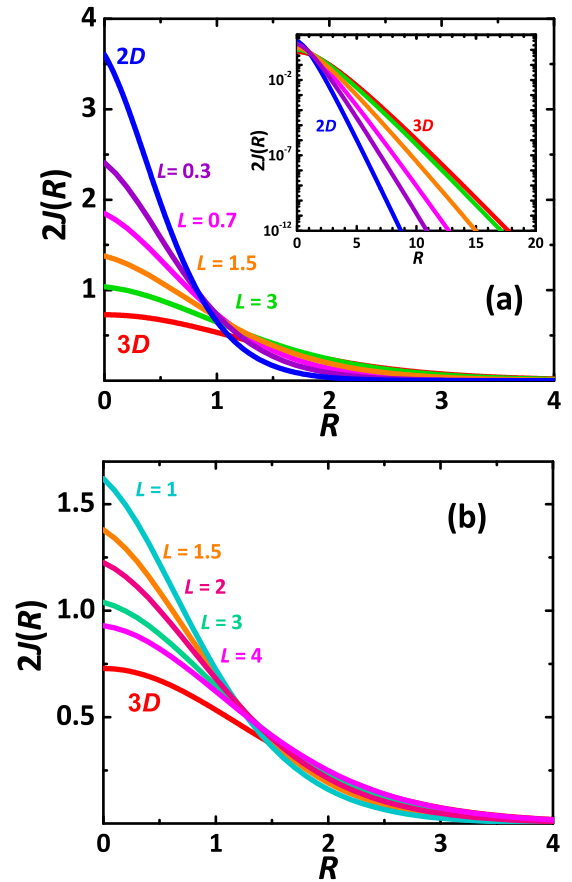 2J(R)
4
3
2
1
0
1
2
3
4
R
2D
L= 0.3
L= 0.7
L= 1.5
L= 3
3D
(a)
2J(R)
10-2
10-7
10-12
0
5
10
15
20
R
2D
3D
2J(R)
1.5
1.0
0.5
0
1
2
3
4
R
L = 1
L = 1.5
L = 2
L = 3
L = 4
3D
(b)